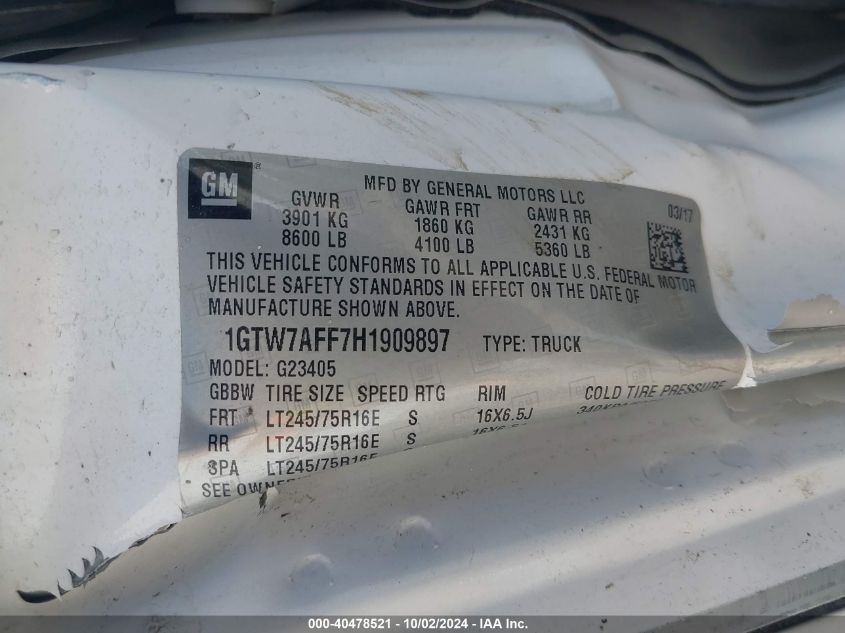 GM®
MFD BY GENERAL MOTORS LLC
03/17
GVWR GAWR FRT GAWR RR
3901 KG 1860 KG 2431 KG
8600 LB 4100 LB 5360 LB
THIS VEHICLE CONFORMS TO ALL APPLICABLE U.S. FEDERAL MOTOR
VEHICLE SAFETY STANDARDS IN EFFECT ON THE DATE OF
MANUFACTURE SHOWN ABOVE.
1GTW7AFF7H1909897 TYPE: TRUCK
MODEL: G23405
GBBW TIRE SIZE SPEED RTG RIM COLD TIRE PRESSURE
FRT LT245/75R16E S 16X6.5J
RR LT245/75R16E S
SPA LT245/75R16E
SEE
000-40478521 - 10/02/2024 - IAA Inc.